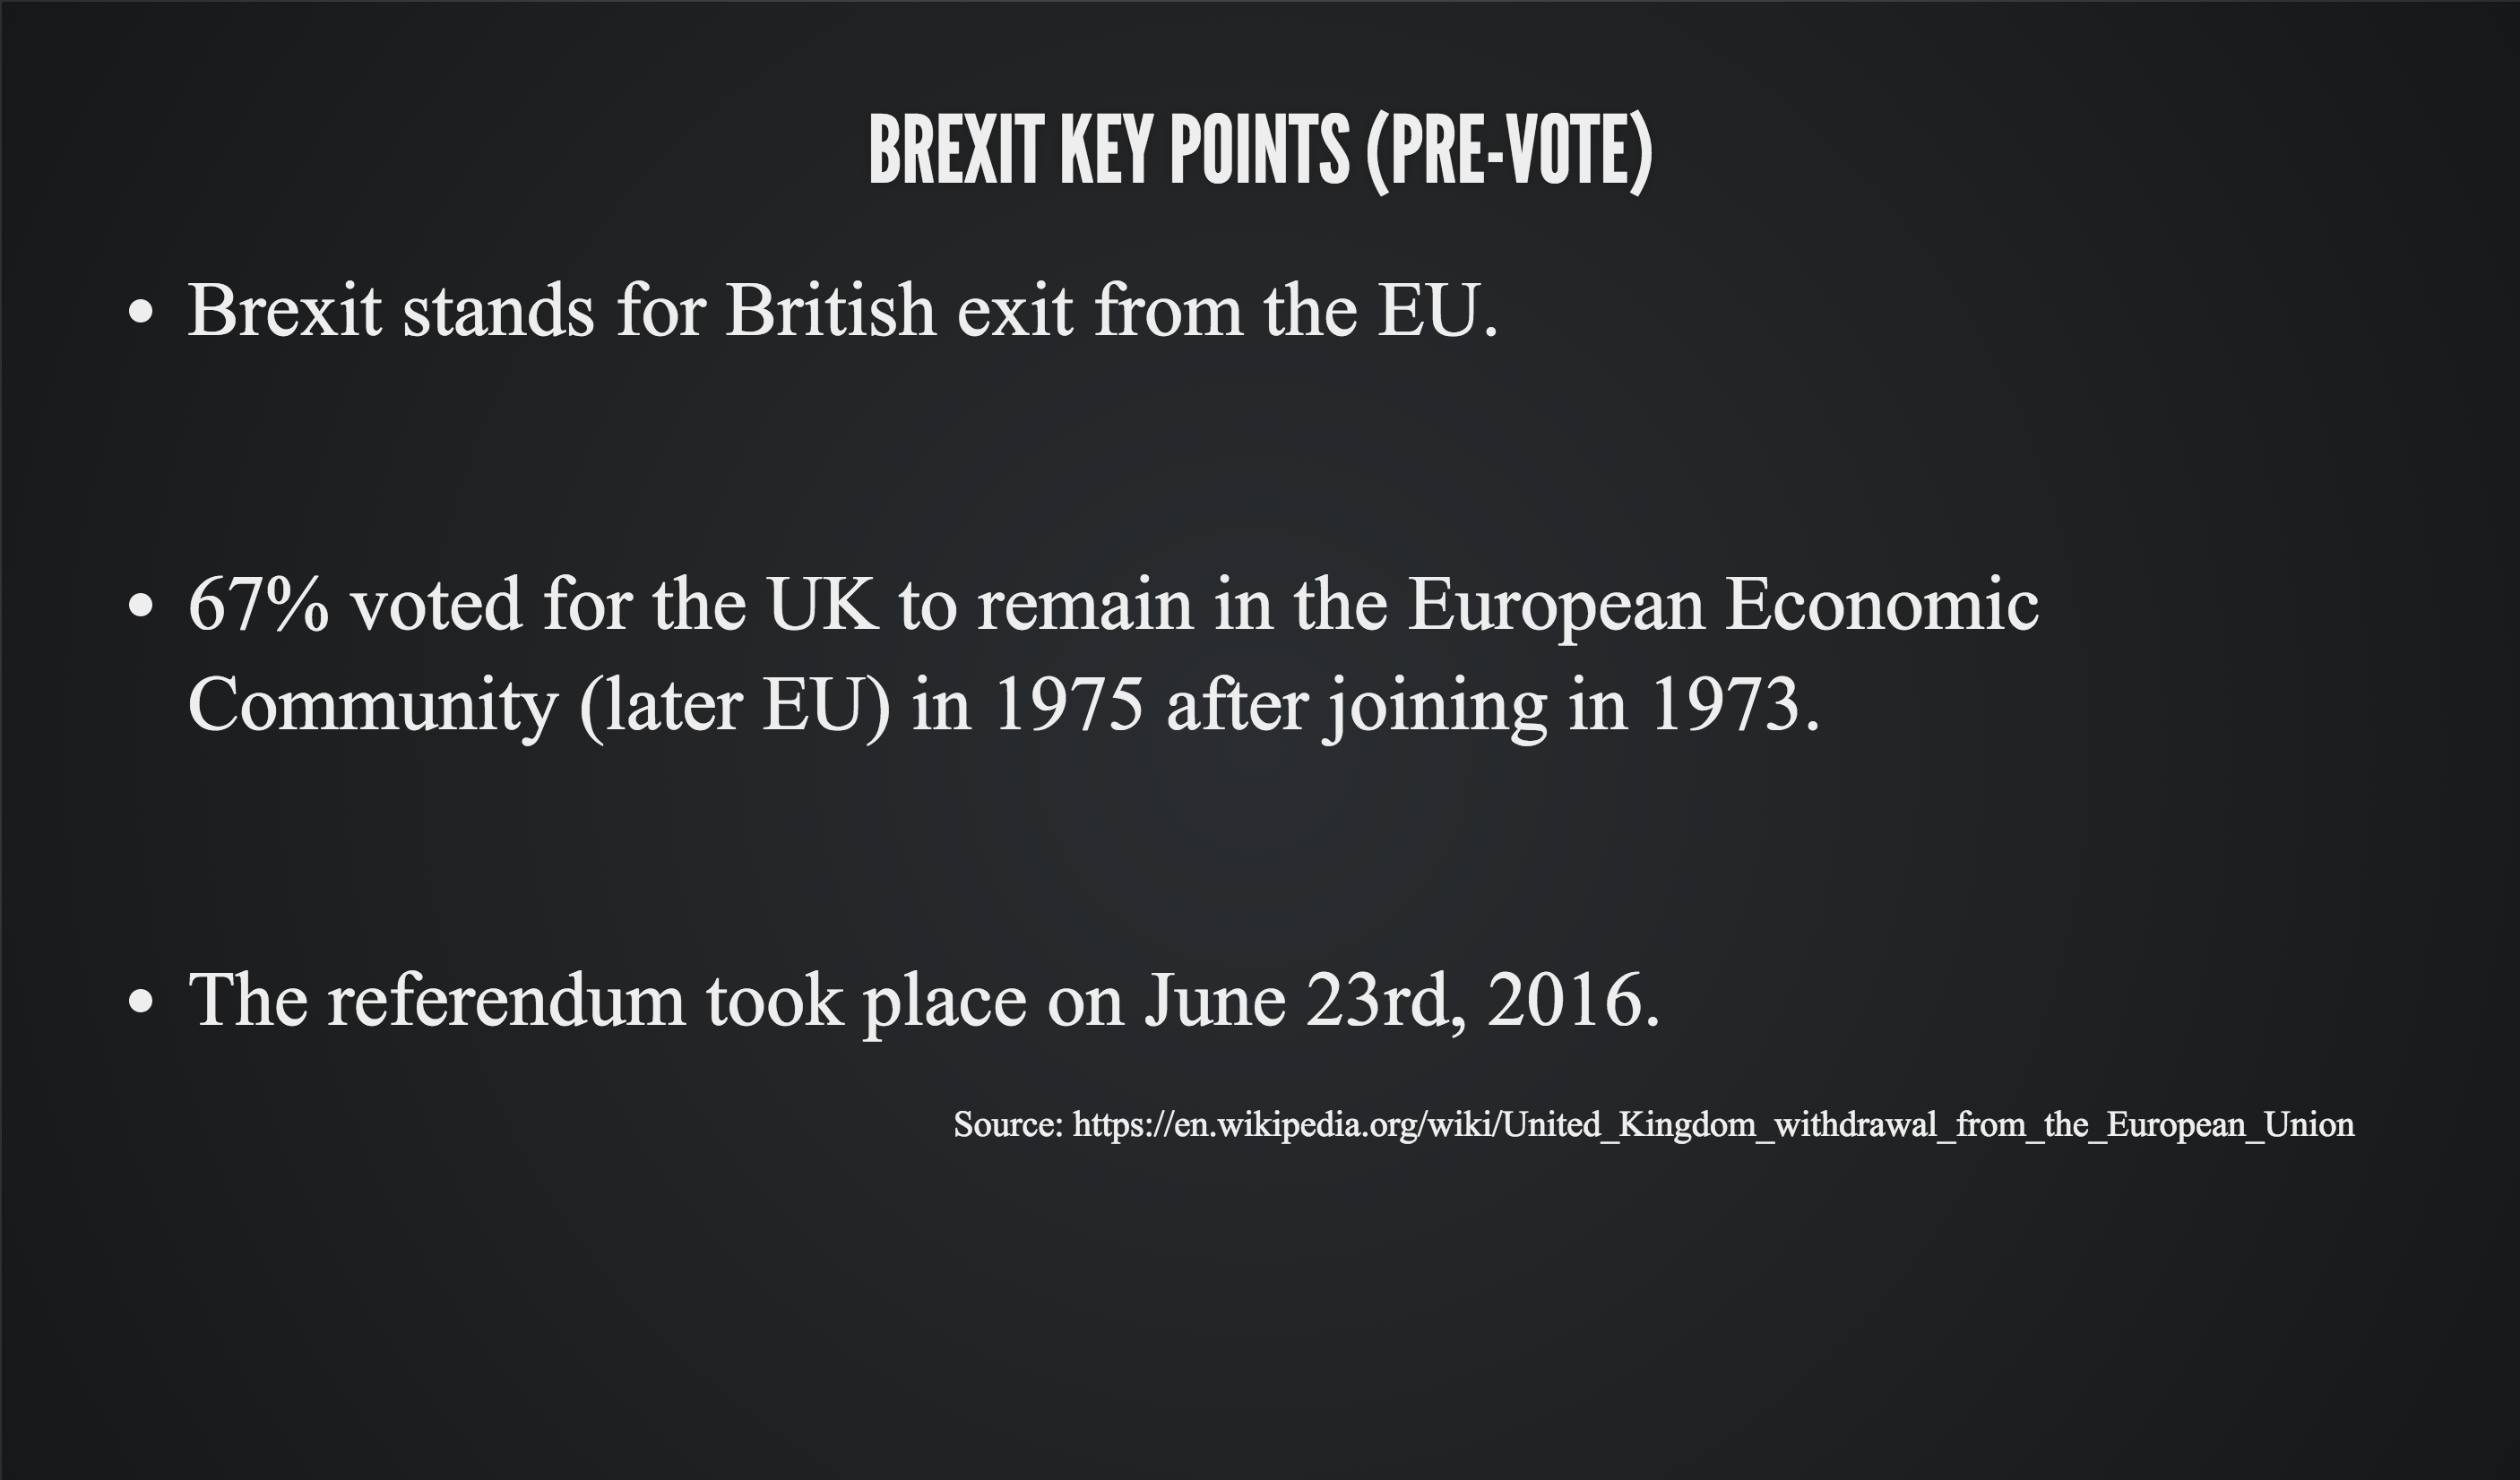 BREXIT KEY POINTS (PRE-VOTE)
• Brexit stands for British exit from the EU.
• 67% voted for the UK to remain in the European Economic
Community (later EU) in 1975 after joining in 1973.
• The referendum took place on June 23rd, 2016.
Source: https://en.wikipedia.org/wiki/United_Kingdom_withdrawal_from_the_European_Union